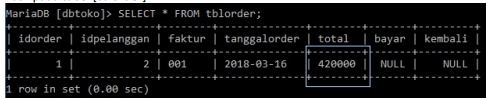 MariaDB [dbtoko]> SELECT * FROM tblorder;
+---------+-------------+--------+--------------+--------+-------+---------+
| idorder | idpelanggan | faktur | tanggalorder | total | bayar | kembali |
+---------+-------------+--------+--------------+--------+-------+---------+
| 1 | 2 | 001 | 2018-03-16 | 420000 | NULL | NULL |
+---------+-------------+--------+--------------+--------+-------+---------+
1 row in set (0.00 sec)